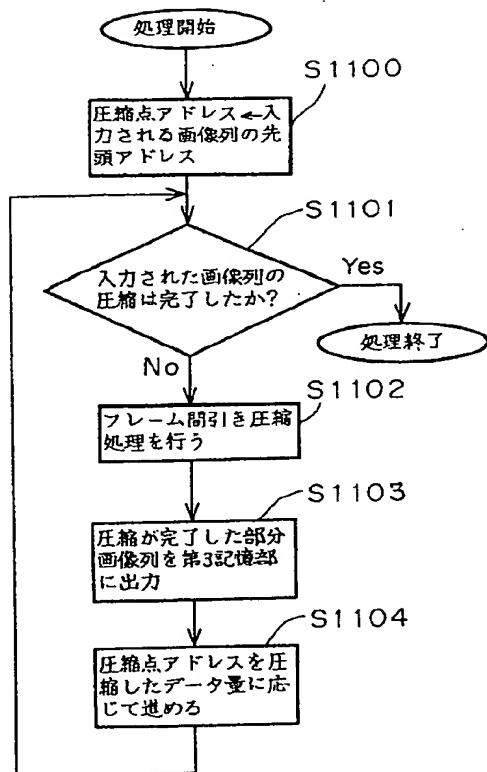 処理開始
S1100
圧縮点アドレス←入
力される画像列の先
頭アドレス
S1101
入力された画像列の
圧縮は完了したか?
Yes
処理終了
No
S1102
フレーム間引き圧縮
処理を行う
S1103
圧縮が完了した部分
画像列を第3記憶部
に出力
S1104
圧縮点アドレスを圧
縮したデータ量に応
じて進める